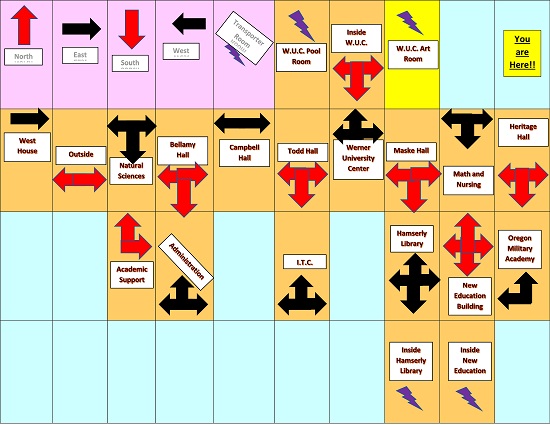 North
East
South
West
Transporter
Room
W.U.C. Pool
Room
Inside
W.U.C.
W.U.C. Art
Room
You
are
Here!!
West
House
Outside
Natural
Sciences
Bellamy
Hall
Campbell
Hall
Todd Hall
Werner
University
Center
Maske Hall
Math and
Nursing
Heritage
Hall
Academic
Support
Administration
I.T.C.
Hamserly
Library
New
Education
Building
Oregon
Military
Academy
Inside
Hamserly
Library
Inside
New
Education